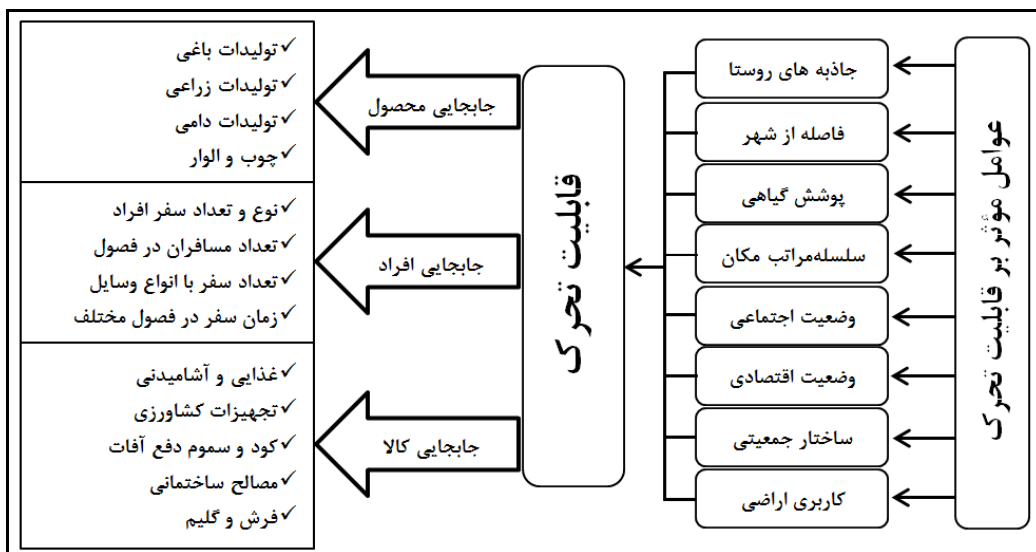 عوامل مؤثر بر قابلیت تحرک
جاذبه های روستا
فاصله از شهر
پوشش گیاهی
سلسله‌مراتب مکان
وضعیت اجتماعی
وضعیت اقتصادی
ساختار جمعیتی
کاربری اراضی
قابلیت تحرک
جابجایی محصول
جابجایی افراد
جابجایی کالا
✓ تولیدات باغی
✓ تولیدات زراعی
✓ تولیدات دامی
✓ چوب و الوار
✓ نوع و تعداد سفر افراد
✓ تعداد مسافران در فصول
✓ تعداد سفر با انواع وسایل
✓ زمان سفر در فصول مختلف
✓ غذایی و آشامیدنی
✓ تجهیزات کشاورزی
✓ کود و سموم دفع آفات
✓ مصالح ساختمانی
✓ فرش و گلیم